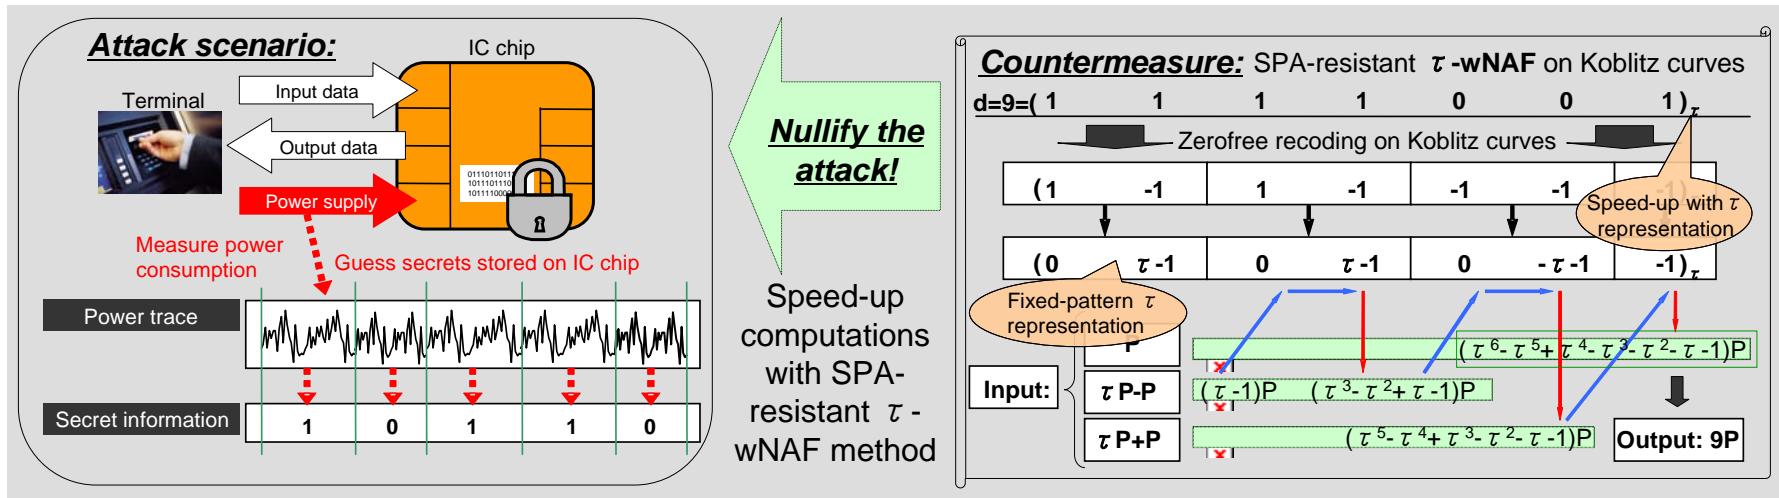 Attack scenario:
IC chip
Terminal
Input data
Output data
01110110111
1011101110
10111100
Power supply
Measure power
consumption
Guess secrets stored on IC chip
Power trace
Secret information
1 0 1 1 0
Nullify the
attack!
Speed-up
computations
with SPA-
resistant τ -
wNAF method
Countermeasure: SPA-resistant τ -wNAF on Koblitz curves
d=9=( 1 1 1 1 0 0 1 )τ
Zerofree recoding on Koblitz curves
(1 -1 1 -1 -1 -1 -1)τ
Speed-up with τ
representation
(0 τ -1 0 τ -1 0 - τ -1 -1)τ
Fixed-pattern τ
representation
Input:
P
(τ⁶- τ⁵+ τ⁴- τ³- τ²- τ -1)P
τ P-P
(τ -1)P
(τ³- τ²+ τ -1)P
τ P+P
(τ⁵- τ⁴+ τ³- τ²- τ -1)P
Output: 9P